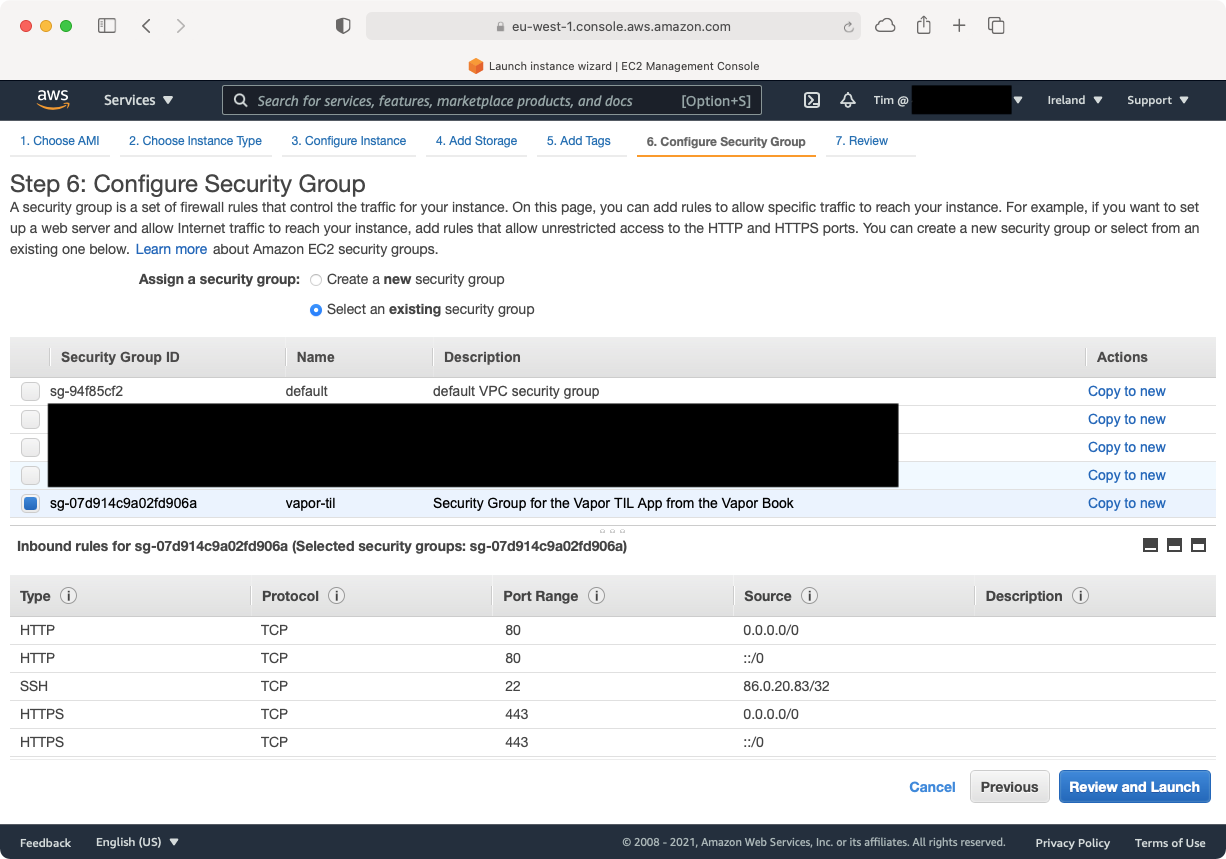 eu-west-1.console.aws.amazon.com
Launch instance wizard | EC2 Management Console
aws Services Search for services, features, marketplace products, and docs [Option+S] Tim @ Ireland Support
1. Choose AMI 2. Choose Instance Type 3. Configure Instance 4. Add Storage 5. Add Tags 6. Configure Security Group 7. Review
Step 6: Configure Security Group
A security group is a set of firewall rules that control the traffic for your instance. On this page, you can add rules to allow specific traffic to reach your instance. For example, if you want to set
up a web server and allow Internet traffic to reach your instance, add rules that allow unrestricted access to the HTTP and HTTPS ports. You can create a new security group or select from an
existing one below. Learn more about Amazon EC2 security groups.
Assign a security group: Create a new security group
Select an existing security group
Security Group ID Name Description Actions
sg-94f85cf2 default default VPC security group Copy to new
Copy to new
Copy to new
Copy to new
sg-07d914c9a02fd906a vapor-til Security Group for the Vapor TIL App from the Vapor Book Copy to new
Inbound rules for sg-07d914c9a02fd906a (Selected security groups: sg-07d914c9a02fd906a)
Type i Protocol i Port Range i Source i Description i
HTTP TCP 80 0.0.0.0/0
HTTP TCP 80 ::/0
SSH TCP 22 86.0.20.83/32
HTTPS TCP 443 0.0.0.0/0
HTTPS TCP 443 ::/0
Cancel Previous Review and Launch
Feedback English (US) © 2008 - 2021, Amazon Web Services, Inc. or its affiliates. All rights reserved. Privacy Policy Terms of Use